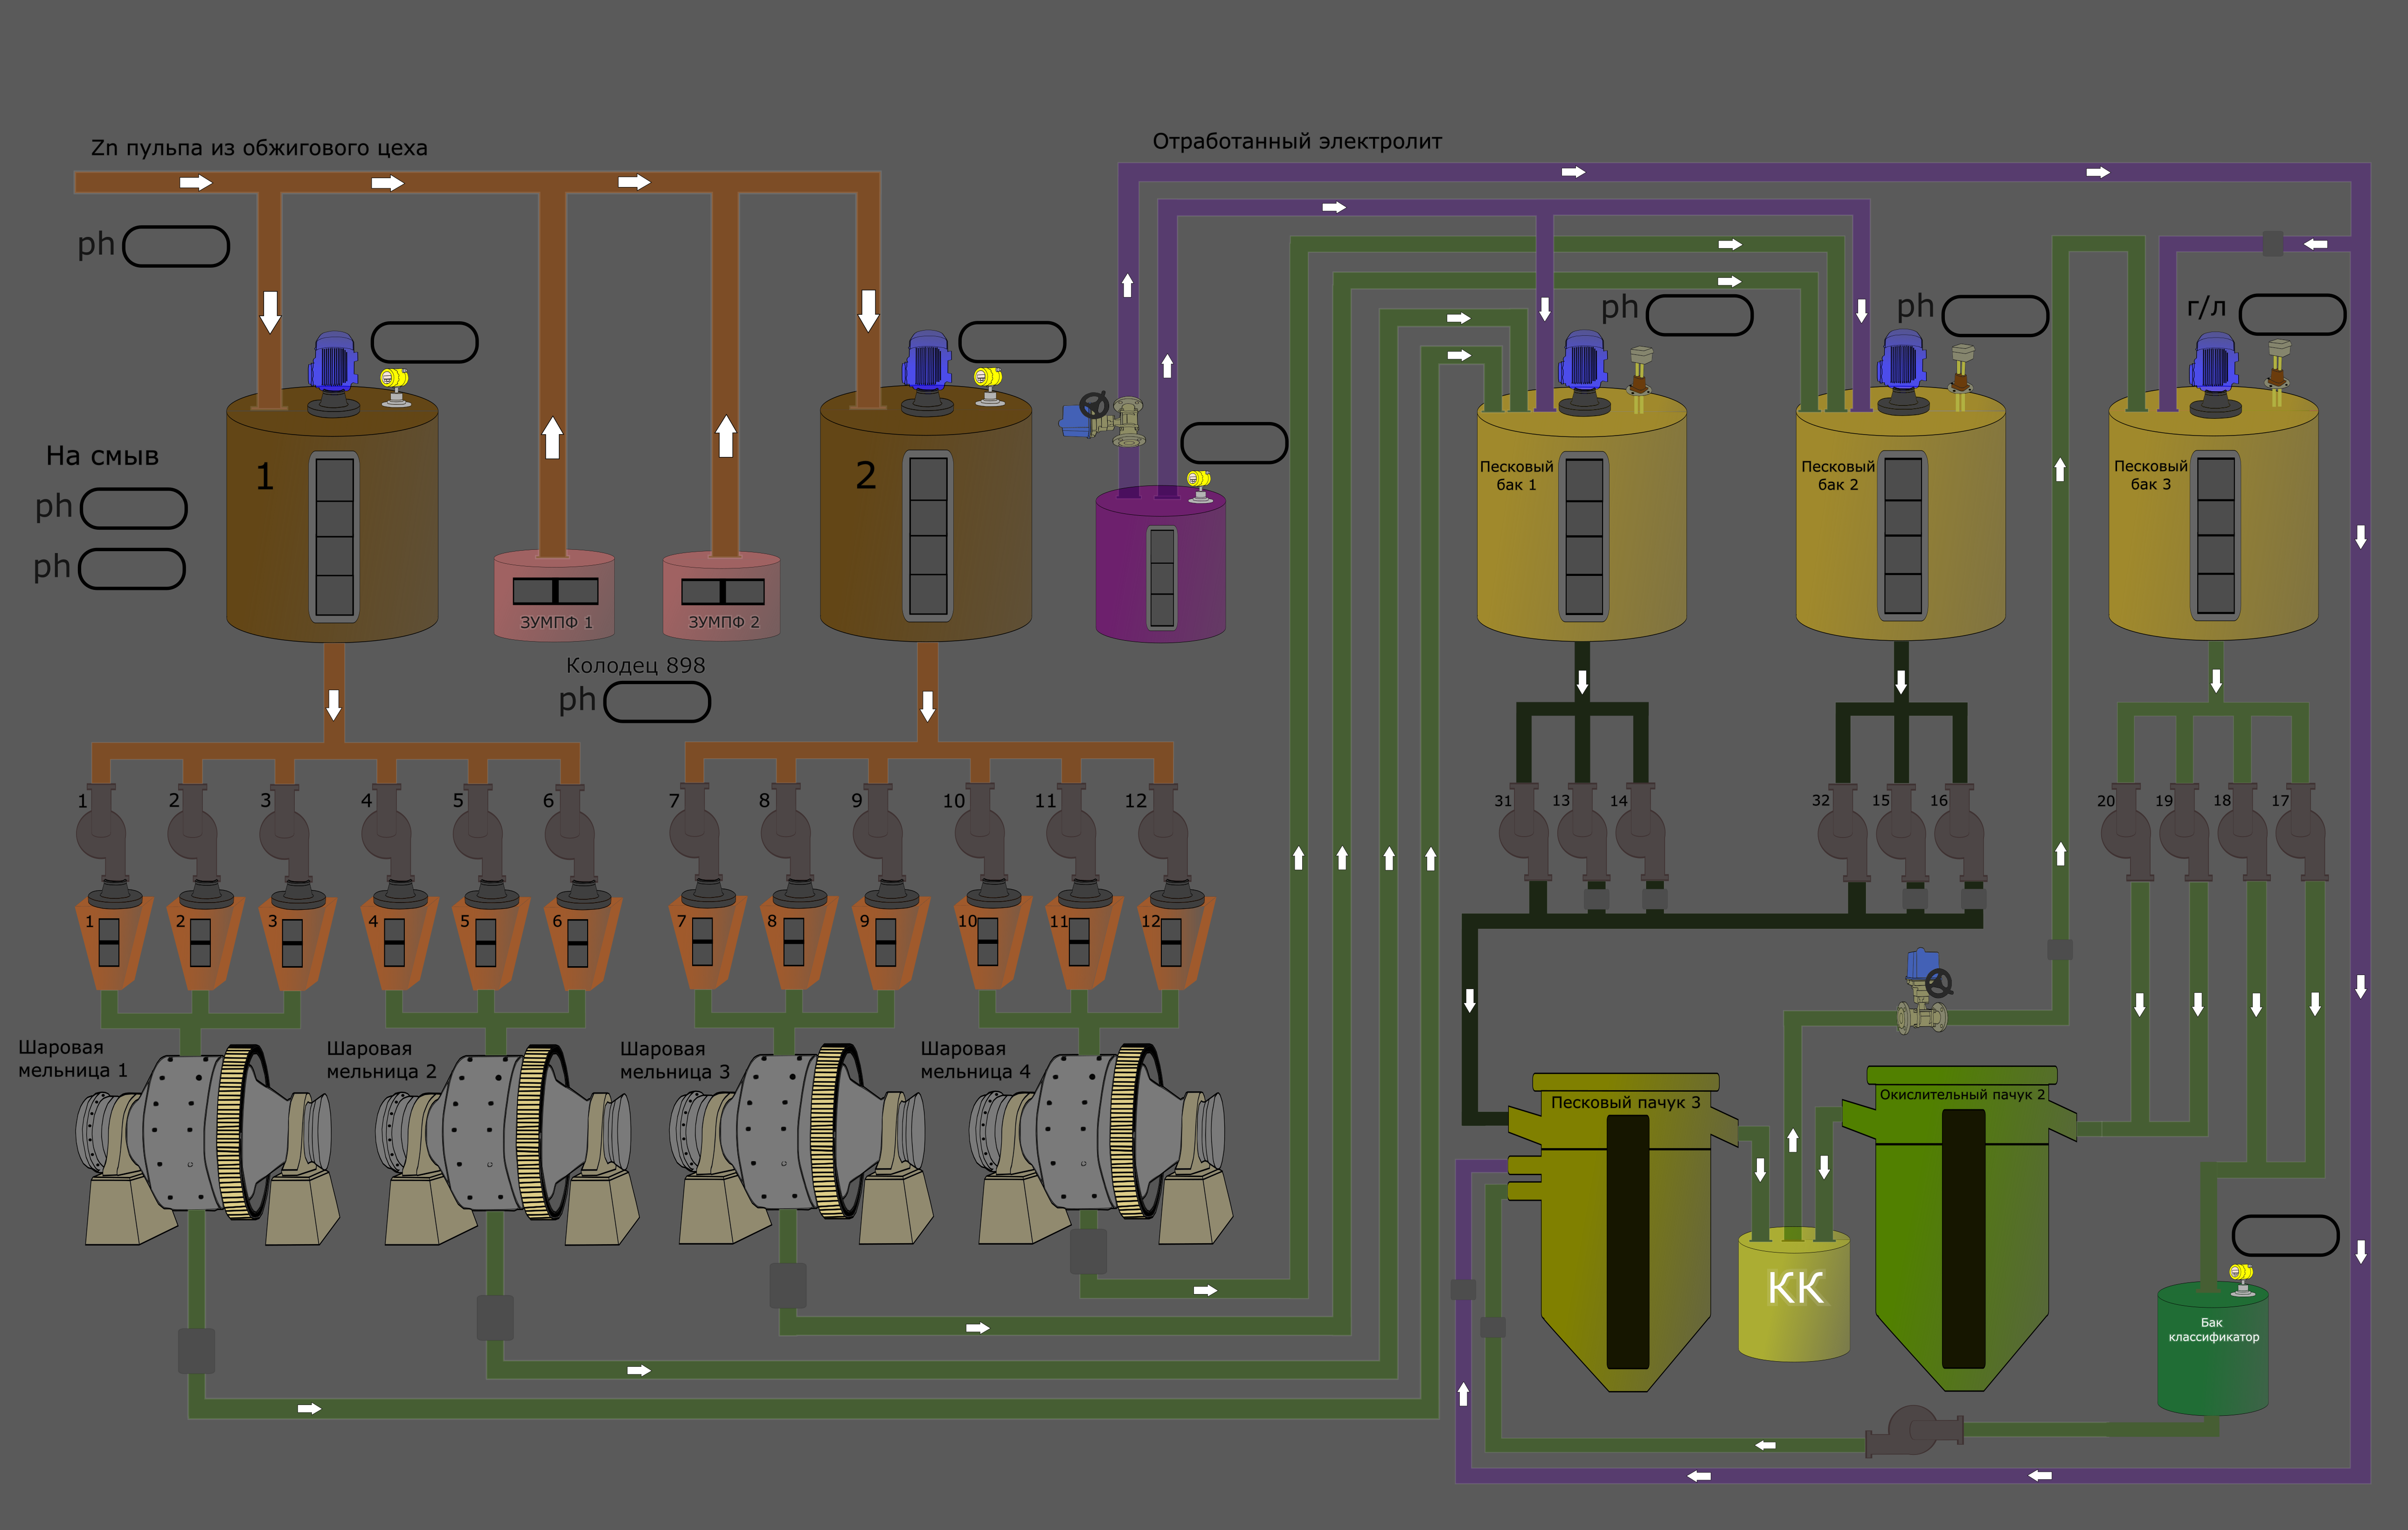 Zn пульпа из обжигового цеха
Отработанный электролит
ph
ph
ph
г/л
1
2
На смыв
ph
ph
Песковый
бак 1
Песковый
бак 2
Песковый
бак 3
ЗУМПФ 1
ЗУМПФ 2
Колодец 898
ph
1
2
3
4
5
6
7
8
9
10
11
12
31
13
14
32
15
16
20
19
18
17
1
2
3
4
5
6
7
8
9
10
11
12
Шаровая
мельница 1
Шаровая
мельница 2
Шаровая
мельница 3
Шаровая
мельница 4
Песковый пачук 3
Окислительный пачук 2
КК
Бак
классификатор